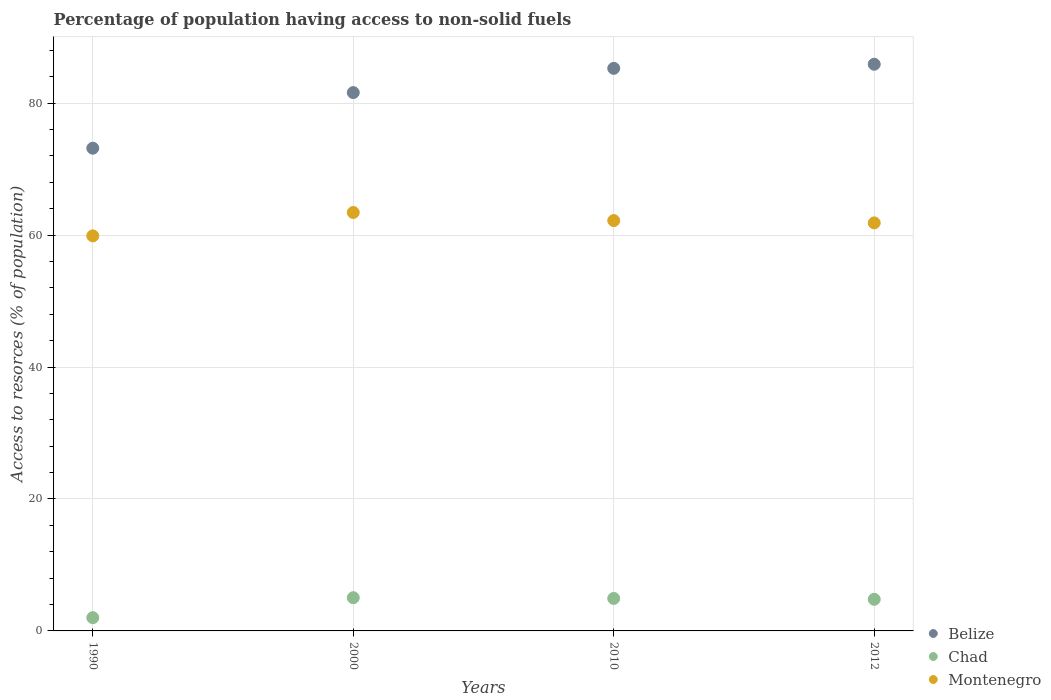 Percentage of population having access to non-solid fuels
Access to resorces (% of population)
80
60
40
20
0
1990
2000
2010
2012
Years
Belize
Chad
Montenegro